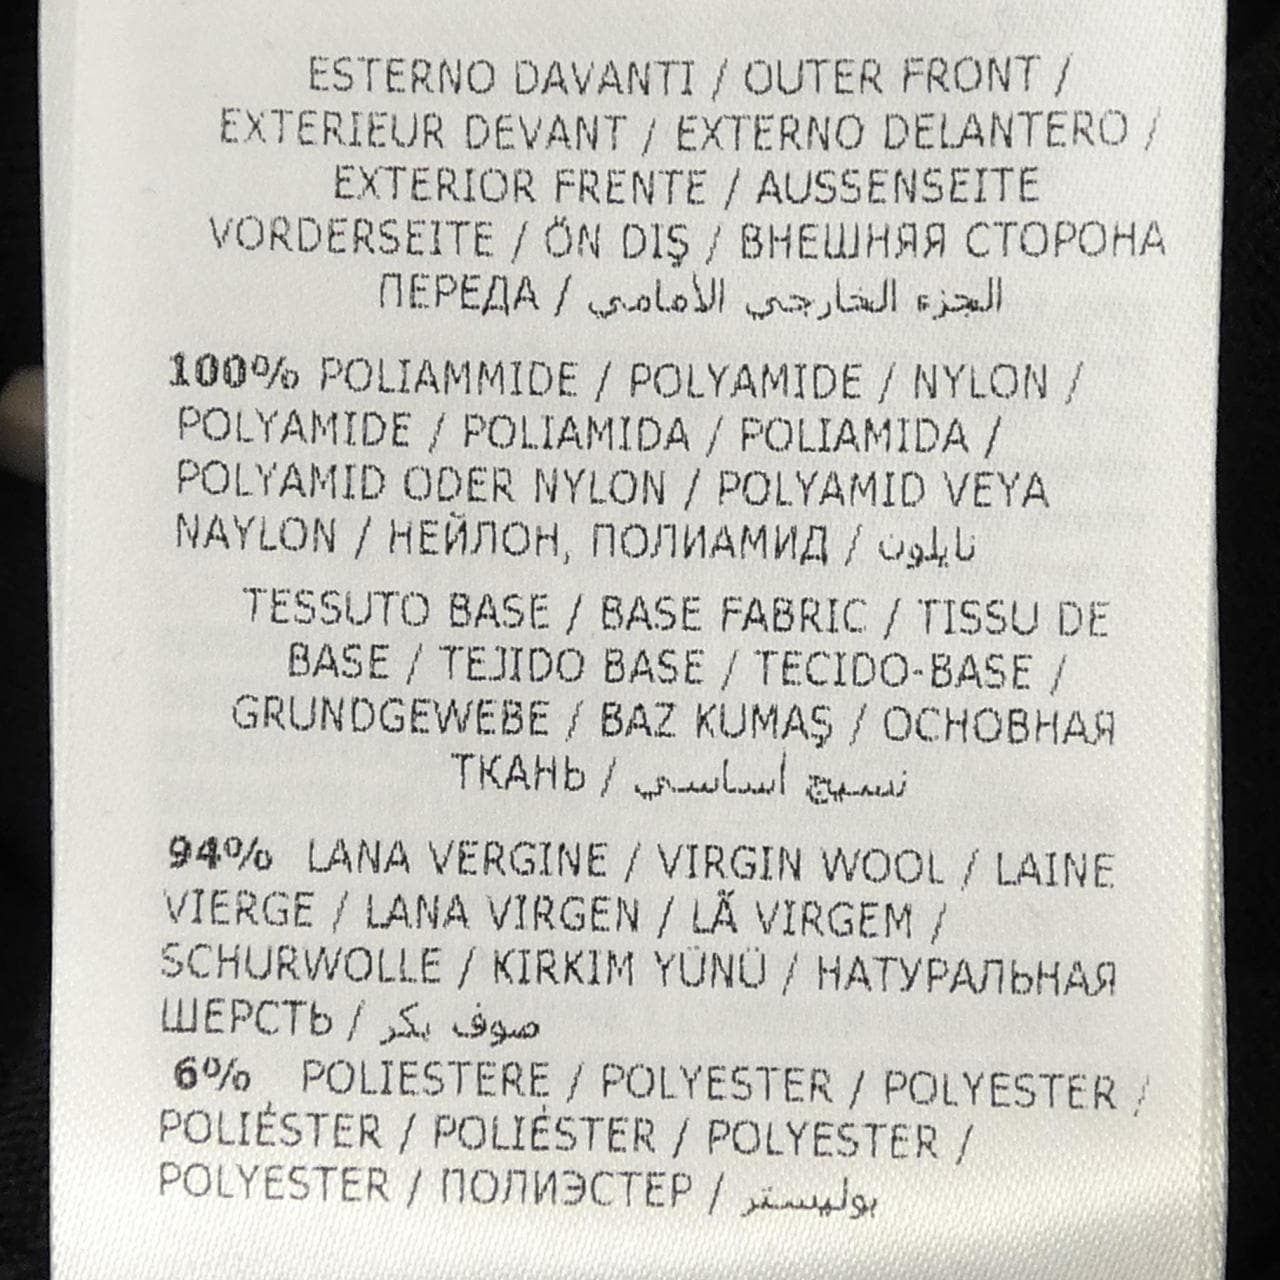 ESTERNO DAVANTI / OUTER FRONT /
EXTERIEUR DEVANT / EXTERNO DELANTERO /
EXTERIOR FRENTE / AUSSENSEITE
VORDERSEITE / ÖN DIŞ / ВНЕШНЯЯ СТОРОНА
ПЕРЕДА / الجزء الخارجي الأمامي
100% POLIAMMIDE / POLYAMIDE / NYLON /
POLYAMIDE / POLIAMIDA / POLIAMIDA /
POLYAMID ODER NYLON / POLYAMID VEYA
NAYLON / НЕЙЛОН, ПОЛИАМИД / نايلون
TESSUTO BASE / BASE FABRIC / TISSU DE
BASE / TEJIDO BASE / TECIDO-BASE /
GRUNDGEWEBE / BAZ KUMAŞ / ОСНОВНАЯ
ТКАНЬ / نسيج أساسي
94% LANA VERGINE / VIRGIN WOOL / LAINE
VIERGE / LANA VIRGEN / LÃ VIRGEM /
SCHURWOLLE / KIRKIM YÜNÜ / НАТУРАЛЬНАЯ
ШЕРСТЬ / صوف بكر
6% POLIESTERE / POLYESTER / POLYESTER /
POLIÉSTER / POLIÉSTER / POLYESTER /
POLYESTER / ПОЛИЭСТЕР / بوليستر